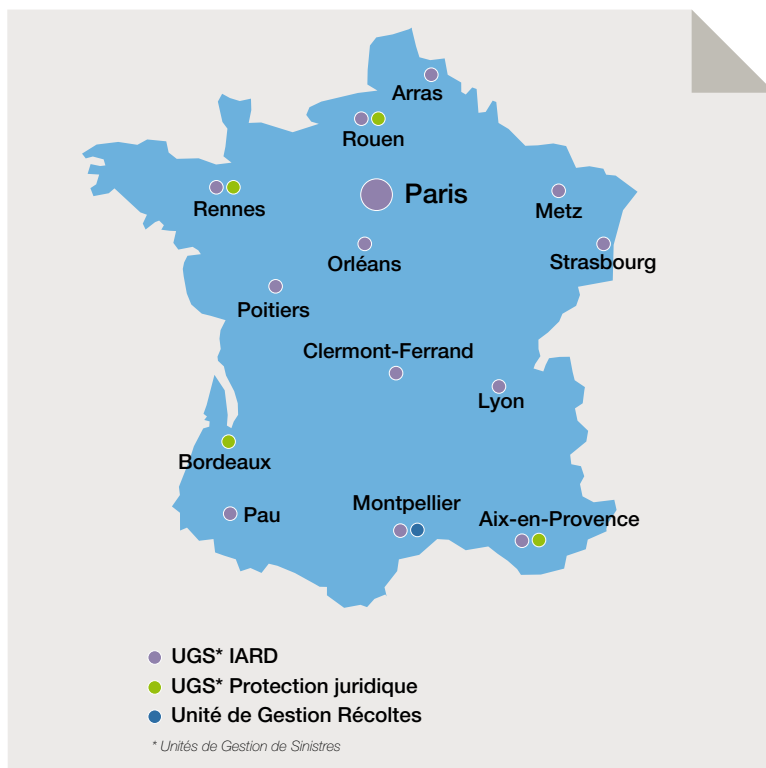 Arras
Rouen
Paris
Rennes
Metz
Orléans
Strasbourg
Poitiers
Clermont-Ferrand
Lyon
Bordeaux
Montpellier
Pau
Aix-en-Provence
UGS* IARD
UGS* Protection juridique
Unité de Gestion Récoltes
* Unités de Gestion de Sinistres